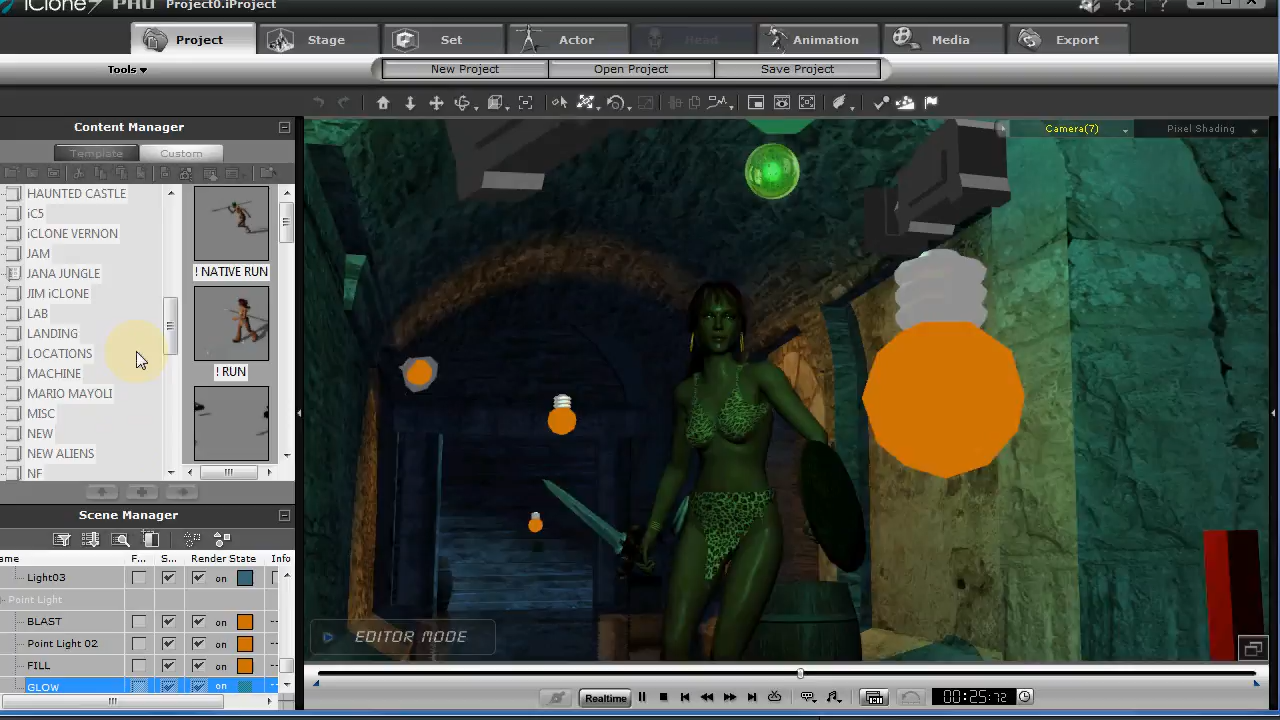 iClone7 PRO Project0.iProject
Project Stage Set Actor Head Animation Media Export
Tools
New Project Open Project Save Project
Content Manager
Template Custom
Camera(7) Pixel Shading
HAUNTED CASTLE
iC5
iCLONE VERNON
JAM
JANA JUNGLE
JIM iCLONE
LAB
LANDING
LOCATIONS
MACHINE
MARIO MAYOLI
MISC
NEW
NEW ALIENS
NF
! NATIVE RUN
! RUN
Scene Manager
ame F... S... Render State Info
Light03 on
Point Light
BLAST on
Point Light 02 on
FILL on
GLOW on
EDITOR MODE
Realtime 00:25:72